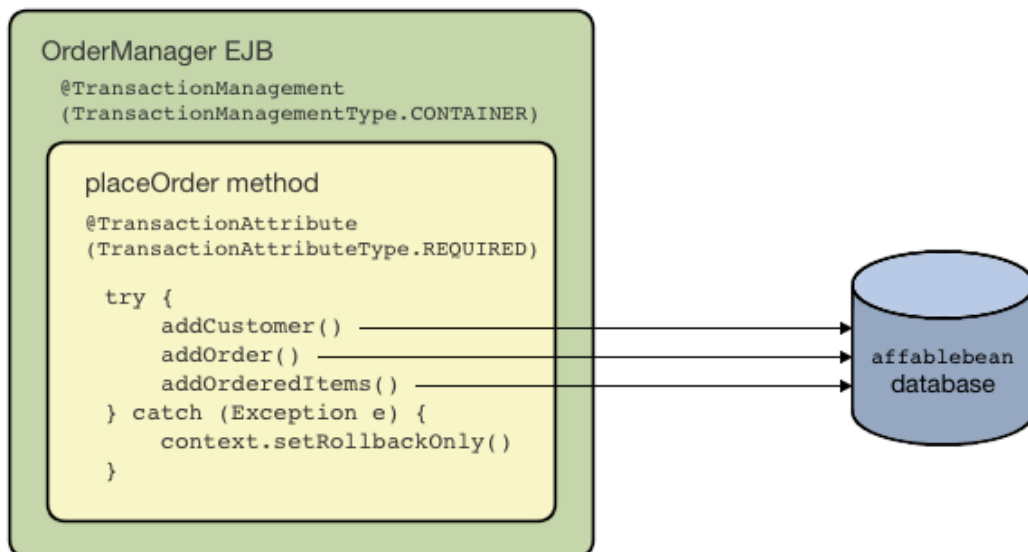 OrderManager EJB
@TransactionManagement
(TransactionManagementType.CONTAINER)
placeOrder method
@TransactionAttribute
(TransactionAttributeType.REQUIRED)
try {
addCustomer()
addOrder()
addOrderedItems()
} catch (Exception e) {
context.setRollbackOnly()
}
affablebean
database